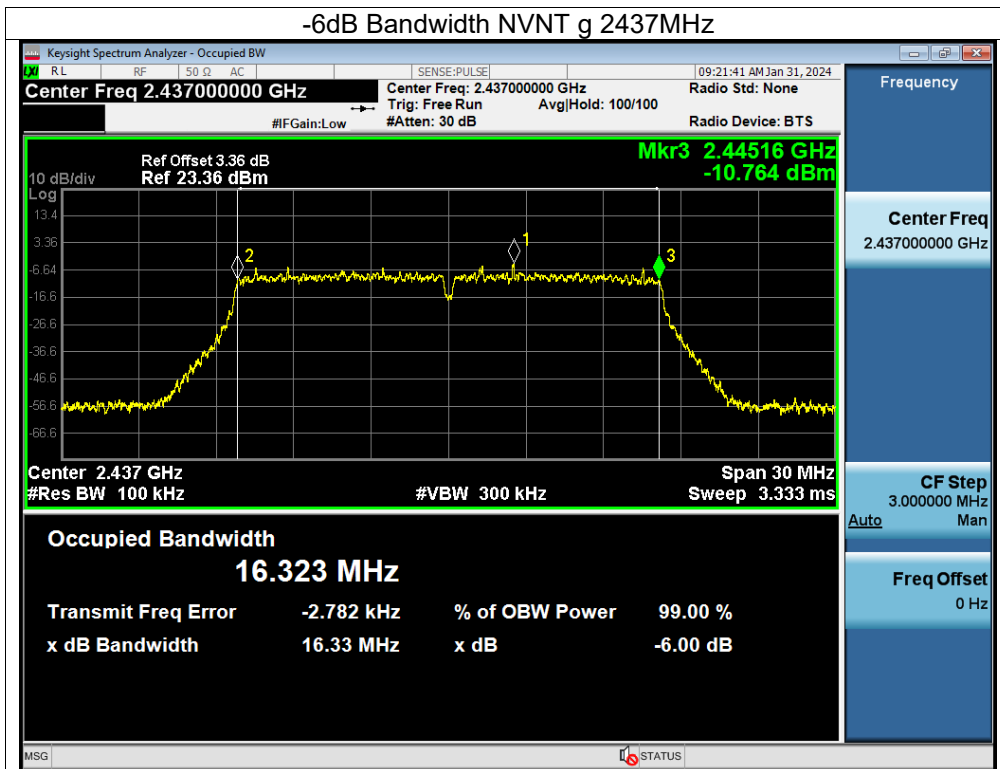 -6dB Bandwidth NVNT g 2437MHz
Keysight Spectrum Analyzer - Occupied BW
LXI RL RF 50 Ω AC SENSE:PULSE 09:21:41 AM Jan 31, 2024
Center Freq 2.437000000 GHz
Center Freq: 2.437000000 GHz
Radio Std: None
Trig: Free Run Avg|Hold: 100/100
#IFGain:Low
#Atten: 30 dB
Radio Device: BTS
Frequency
Ref Offset 3.36 dB
Mkr3 2.44516 GHz
10 dB/div
Ref 23.36 dBm
-10.764 dBm
Log
13.4
3.36
-6.64
-16.6
-26.6
-36.6
-46.6
-56.6
-66.6
2
1
3
Center 2.437 GHz
Span 30 MHz
#Res BW 100 kHz
#VBW 300 kHz
Sweep 3.333 ms
Center Freq
2.437000000 GHz
CF Step
3.000000 MHz
Auto Man
Freq Offset
0 Hz
Occupied Bandwidth
16.323 MHz
Transmit Freq Error -2.782 kHz % of OBW Power 99.00 %
x dB Bandwidth 16.33 MHz x dB -6.00 dB
MSG
STATUS